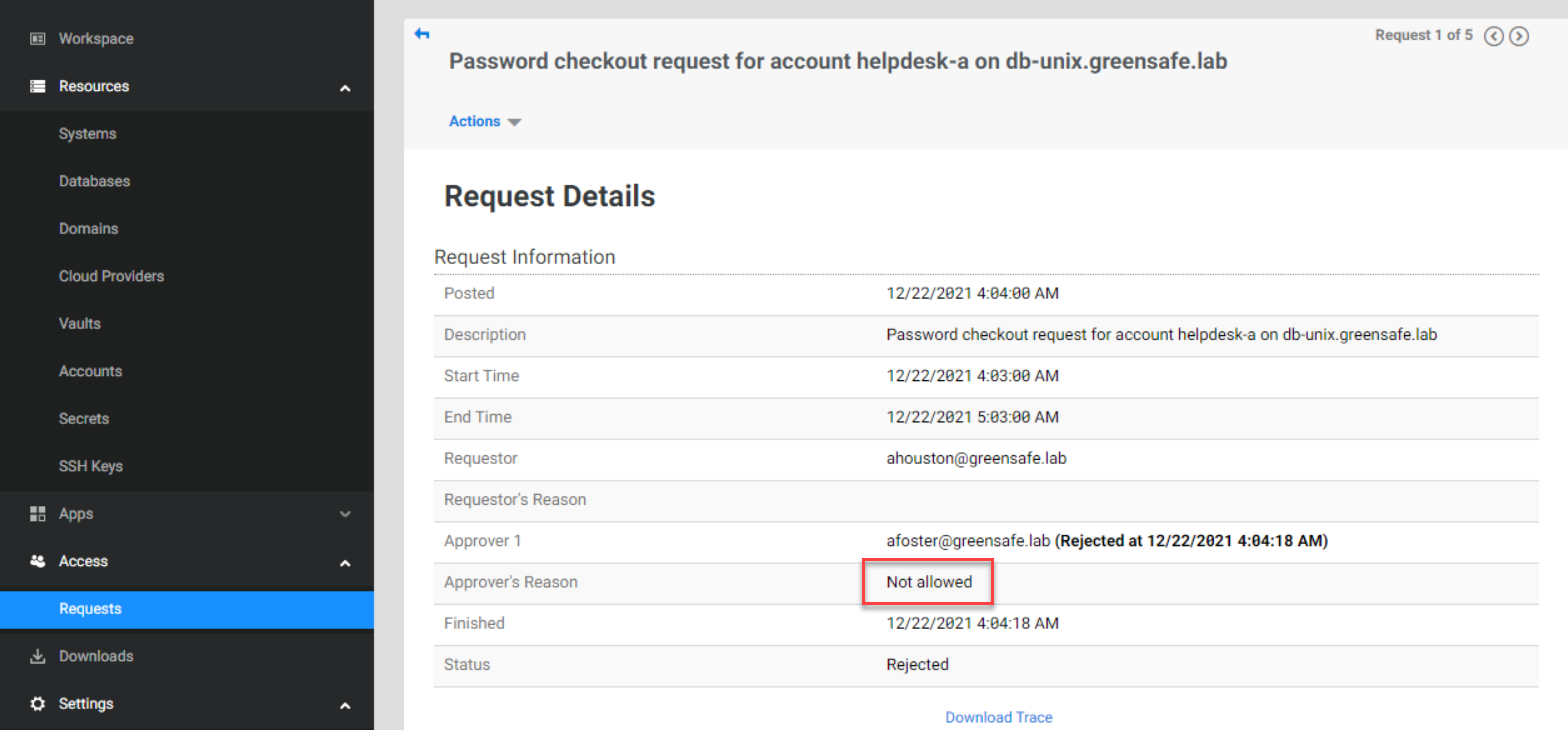 Workspace
Resources
Systems
Databases
Domains
Cloud Providers
Vaults
Accounts
Secrets
SSH Keys
Apps
Access
Requests
Downloads
Settings
Request 1 of 5
Password checkout request for account helpdesk-a on db-unix.greensafe.lab
Actions
Request Details
Request Information
Posted 12/22/2021 4:04:00 AM
Description Password checkout request for account helpdesk-a on db-unix.greensafe.lab
Start Time 12/22/2021 4:03:00 AM
End Time 12/22/2021 5:03:00 AM
Requestor ahouston@greensafe.lab
Requestor's Reason
Approver 1 afoster@greensafe.lab (Rejected at 12/22/2021 4:04:18 AM)
Approver's Reason Not allowed
Finished 12/22/2021 4:04:18 AM
Status Rejected
Download Trace